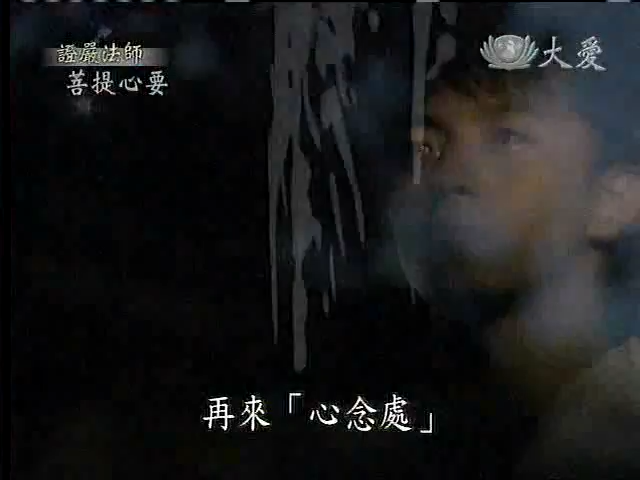 證嚴法師
菩提心要
大愛
再來「心念處」